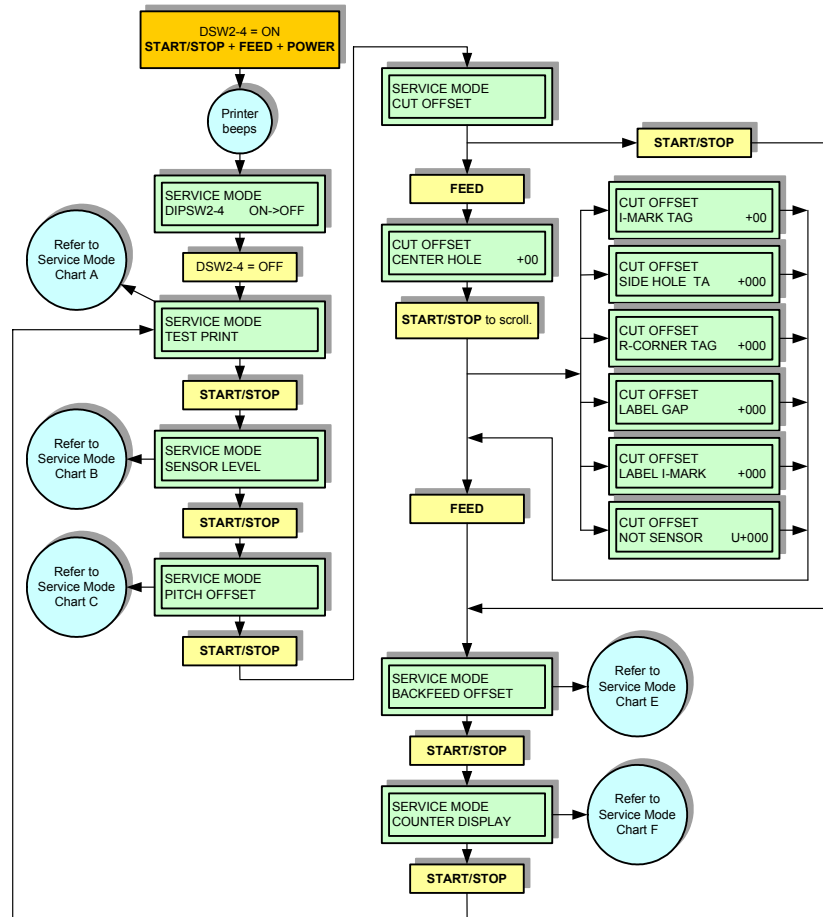 DSW2-4 = ON
START/STOP + FEED + POWER
Printer
beeps
SERVICE MODE
DIPSW2-4 ON->OFF
DSW2-4 = OFF
Refer to
Service Mode
Chart A
SERVICE MODE
TEST PRINT
START/STOP
Refer to
Service Mode
Chart B
SERVICE MODE
SENSOR LEVEL
START/STOP
Refer to
Service Mode
Chart C
SERVICE MODE
PITCH OFFSET
START/STOP
SERVICE MODE
CUT OFFSET
START/STOP
FEED
CUT OFFSET
CENTER HOLE +00
START/STOP to scroll.
CUT OFFSET
I-MARK TAG +00
CUT OFFSET
SIDE HOLE TA +000
CUT OFFSET
R-CORNER TAG +000
CUT OFFSET
LABEL GAP +000
CUT OFFSET
LABEL I-MARK +000
CUT OFFSET
NOT SENSOR U+000
FEED
SERVICE MODE
BACKFEED OFFSET
Refer to
Service Mode
Chart E
START/STOP
SERVICE MODE
COUNTER DISPLAY
Refer to
Service Mode
Chart F
START/STOP